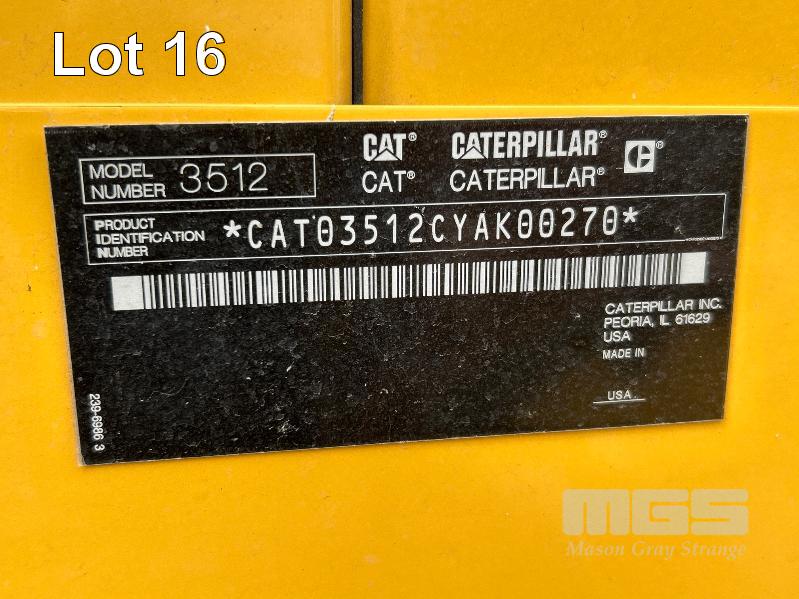 Lot 16
CAT® CATERPILLAR®
MODEL NUMBER 3512
CAT® CATERPILLAR®
PRODUCT IDENTIFICATION NUMBER
*CAT03512CYAK00270*
CATERPILLAR INC.
PEORIA, IL 61629
USA
MADE IN
USA
239-6986 3
MGS
Mason Gray Strange